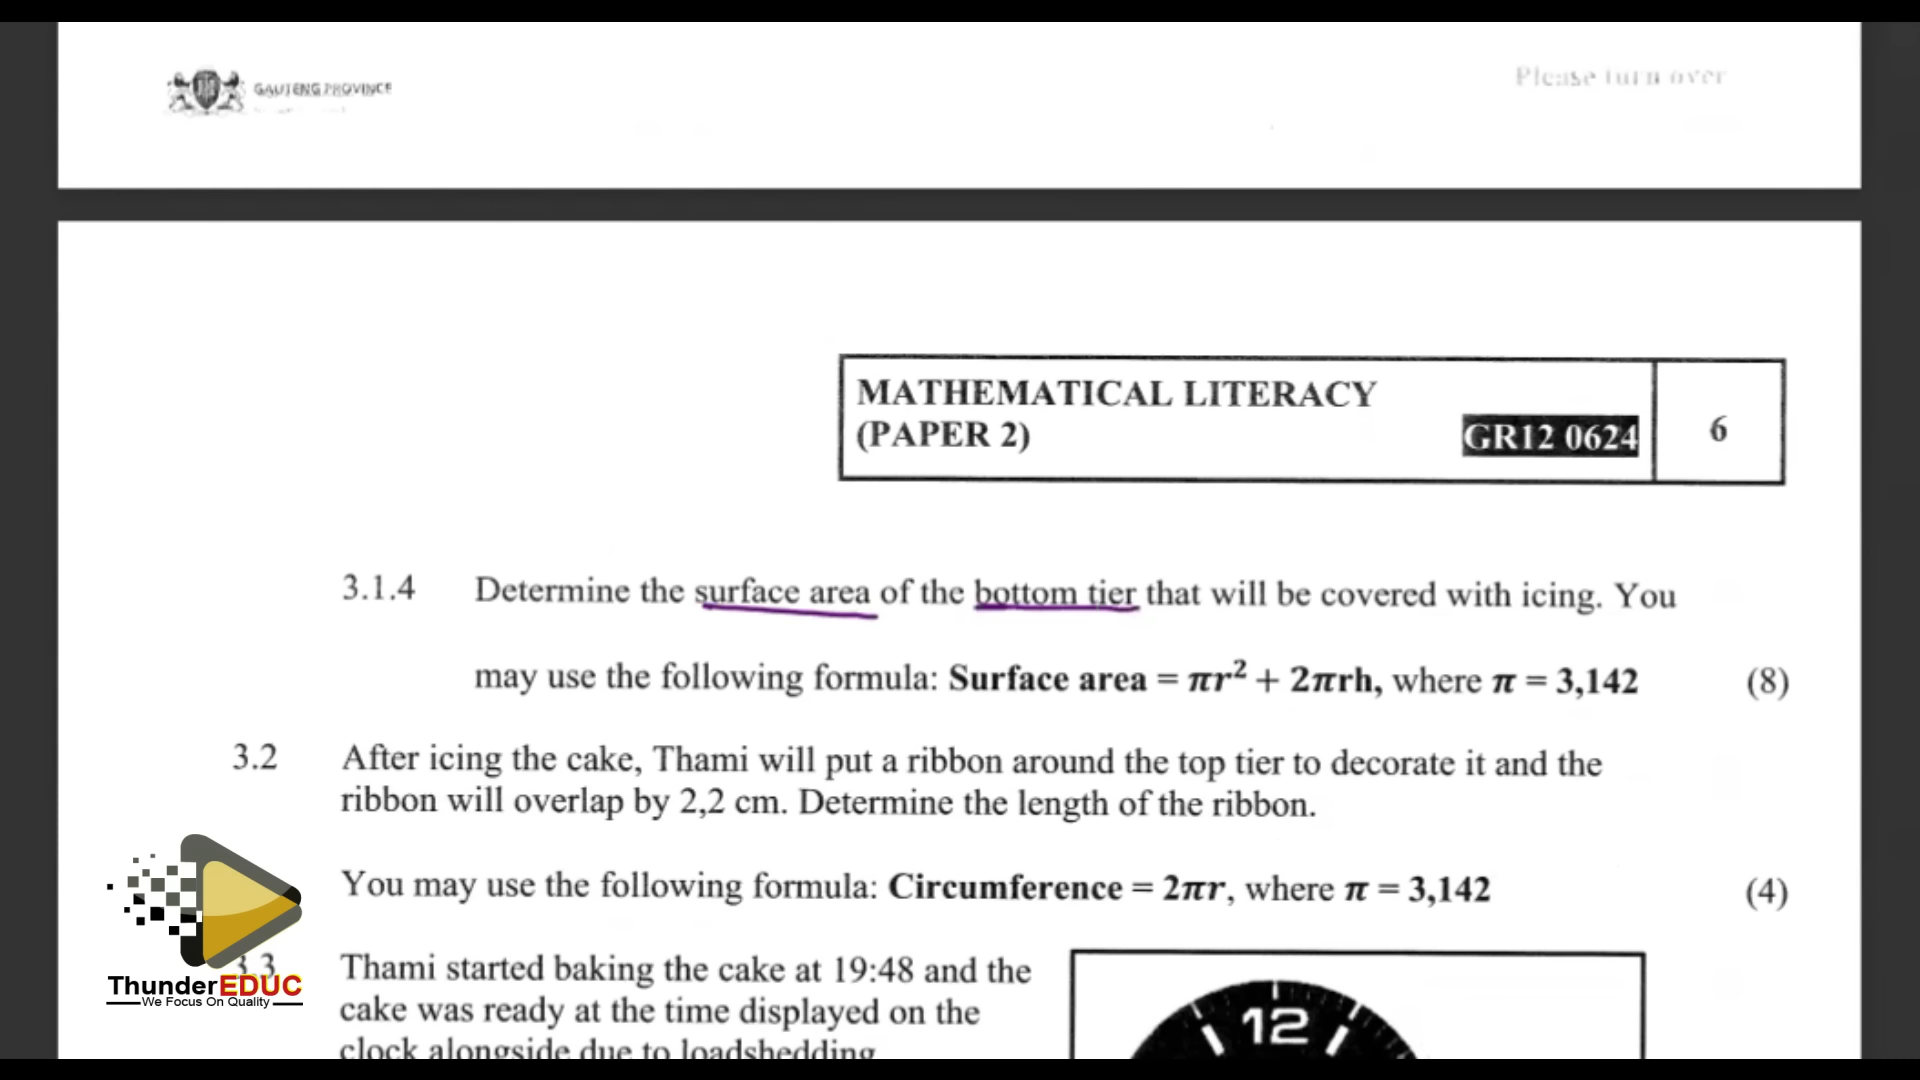 GAUTENG PROVINCE
Please turn over
MATHEMATICAL LITERACY
(PAPER 2)
GR12 0624
6
3.1.4 Determine the surface area of the bottom tier that will be covered with icing. You
may use the following formula: Surface area = πr² + 2πrh, where π = 3,142 (8)
3.2 After icing the cake, Thami will put a ribbon around the top tier to decorate it and the
ribbon will overlap by 2,2 cm. Determine the length of the ribbon.
You may use the following formula: Circumference = 2πr, where π = 3,142 (4)
3.3 Thami started baking the cake at 19:48 and the
cake was ready at the time displayed on the
clock alongside due to loadshedding.
12
ThunderEDUC
We Focus On Quality